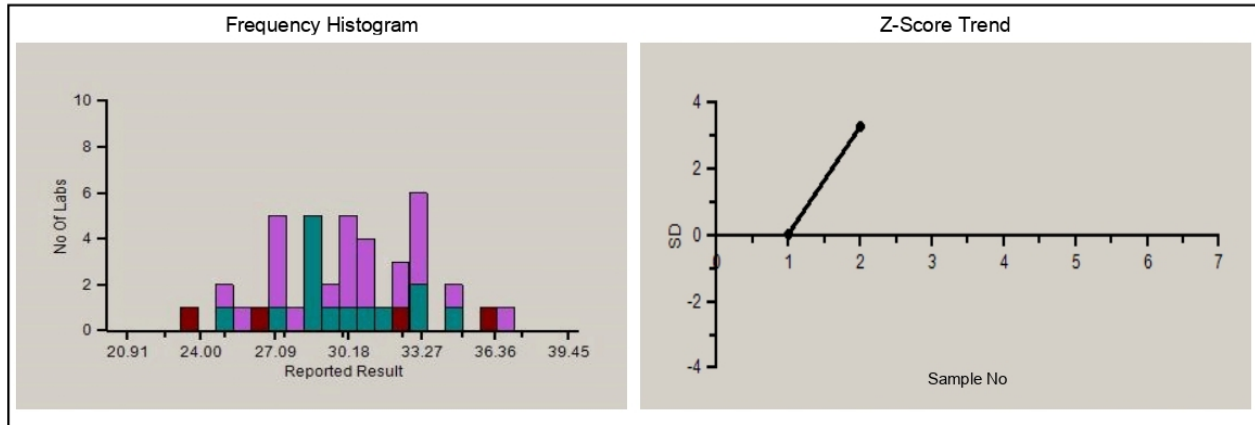 Frequency Histogram
10
8
6
4
2
0
No Of Labs
20.91 24.00 27.09 30.18 33.27 36.36 39.45
Reported Result
Z-Score Trend
4
2
0
-2
-4
SD
0 1 2 3 4 5 6 7
Sample No